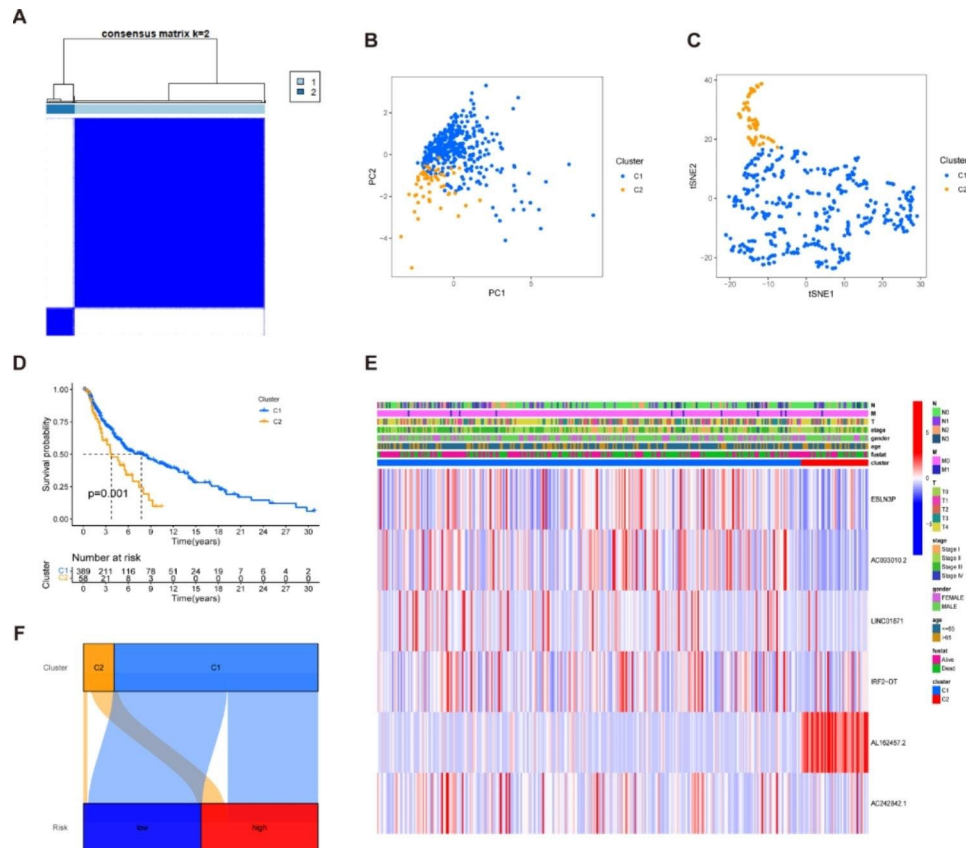 A
consensus matrix k=2
1
2
B
PC2
2
0
−2
−4
0
5
PC1
Cluster
C1
C2
C
tSNE2
40
20
0
−20
−20
−10
0
10
20
30
tSNE1
Cluster
C1
C2
D
Survival probability
1.00
0.75
0.50
0.25
0.00
p=0.001
Cluster
C1
C2
0 3 6 9 12 15 18 21 24 27 30
Time(years)
Number at risk
Cluster
C1 389 211 116 78 51 24 19 7 6 4 2
C2 58 21 8 3 0 0 0 0 0 0 0
0 3 6 9 12 15 18 21 24 27 30
Time(years)
E
N
M
T
stage
gender
age
fustat
cluster
ESLN3P
AC093010.2
LINC01871
IRF2-DT
AL162457.2
AC242842.1
5
0
N
N0
N1
N2
N3
M
M0
M1
T
T0
T1
T2
T3
T4
stage
Stage I
Stage II
Stage III
Stage IV
gender
FEMALE
MALE
age
<=65
>65
fustat
Alive
Dead
cluster
C1
C2
F
Cluster
C2
C1
Risk
low
high